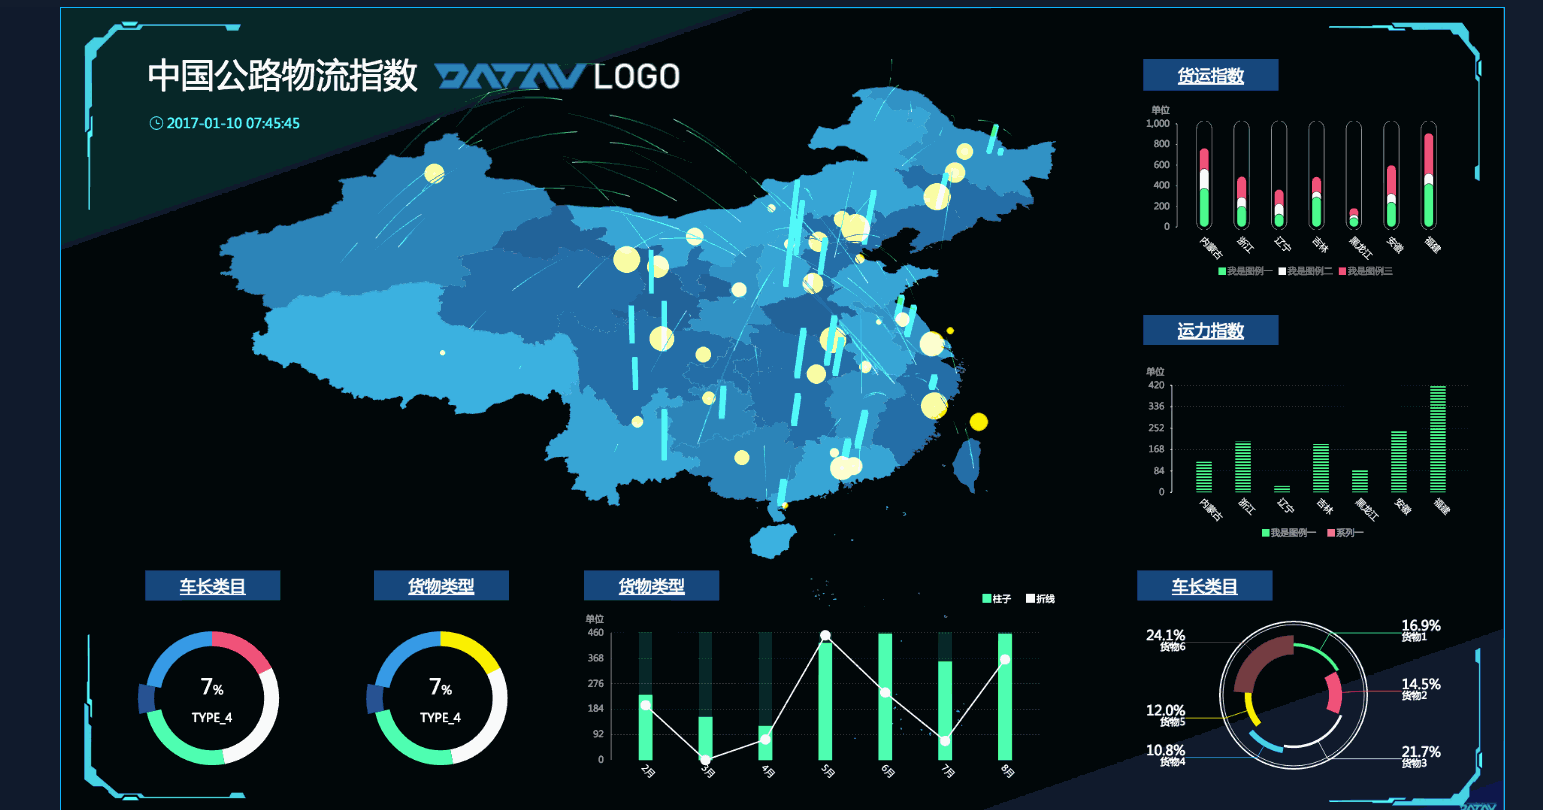 中国公路物流指数 DATAV LOGO
2017-01-10 07:45:45
货运指数
单位
1,000
800
600
400
200
0
内蒙古 浙江 辽宁 吉林 黑龙江 安徽 福建
我是图例一 我是图例二 我是图例三
运力指数
单位
420
336
252
168
84
0
内蒙古 浙江 辽宁 吉林 黑龙江 安徽 福建
我是图例一 系列一
车长类目
7%
TYPE_4
货物类型
7%
TYPE_4
货物类型
柱子 折线
单位
460
368
276
184
92
0
2月 3月 4月 5月 6月 7月 8月
车长类目
24.1%
货物6
16.9%
货物1
14.5%
货物2
12.0%
货物5
10.8%
货物4
21.7%
货物3
DATAV